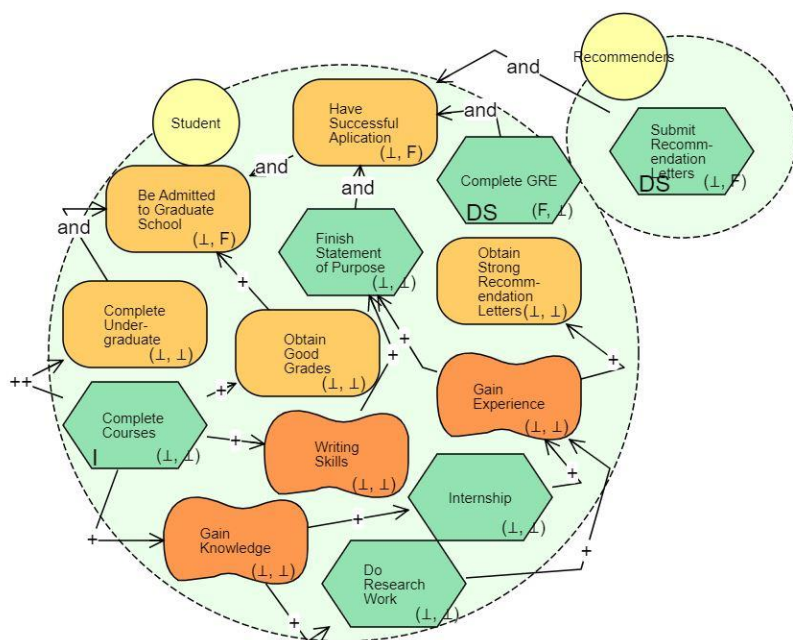 Recommenders
and
Student
Have
Successful
Aplication
(⊥, F)
and
Submit
Recomm-
endation
Letters
DS
(⊥, F)
and
Be Admitted
to Graduate
School
(⊥, F)
Complete GRE
DS
(F, ⊥)
and
and
Finish
Statement
of Purpose
(⊥, ⊥)
Obtain
Strong
Recomm-
endation
Letters
(⊥, ⊥)
+
Complete
Under-
graduate
(⊥, ⊥)
Obtain
Good
Grades
(⊥, ⊥)
+
+
+
++
+
Gain
Experience
(⊥, ⊥)
Complete
Courses
I
(⊥, ⊥)
+
Writing
Skills
(⊥, ⊥)
+
Internship
(⊥, ⊥)
+
Gain
Knowledge
(⊥, ⊥)
+
+
Do
Research
Work
(⊥, ⊥)
+